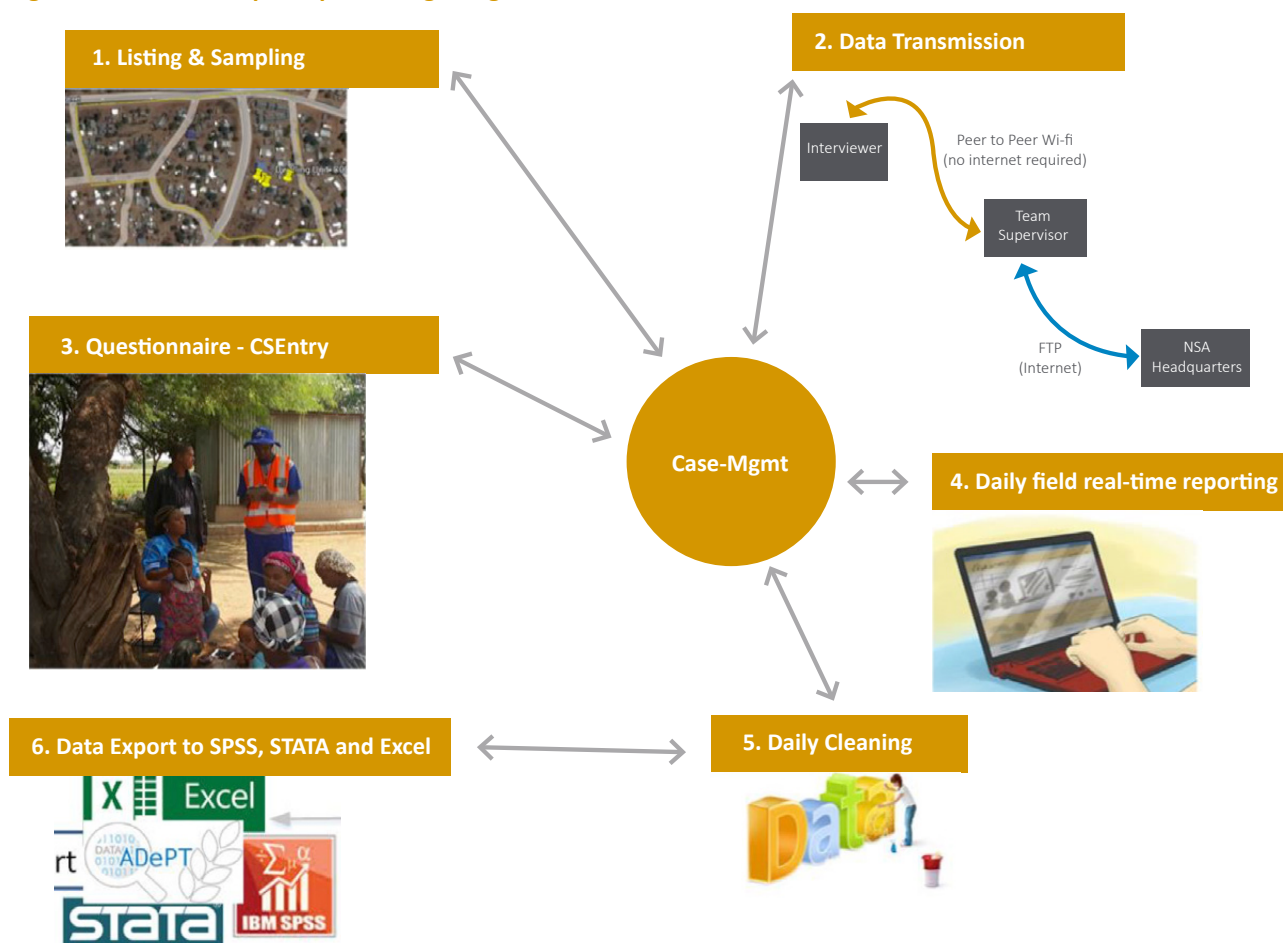 1. Listing & Sampling
2. Data Transmission
Interviewer
Peer to Peer Wi-fi
(no internet required)
Team
Supervisor
FTP
(Internet)
NSA
Headquarters
3. Questionnaire - CSEntry
Case-Mgmt
4. Daily field real-time reporting
5. Daily Cleaning
Data
6. Data Export to SPSS, STATA and Excel
X Excel
rt
ADePT
Σ α
STATA
IBM SPSS